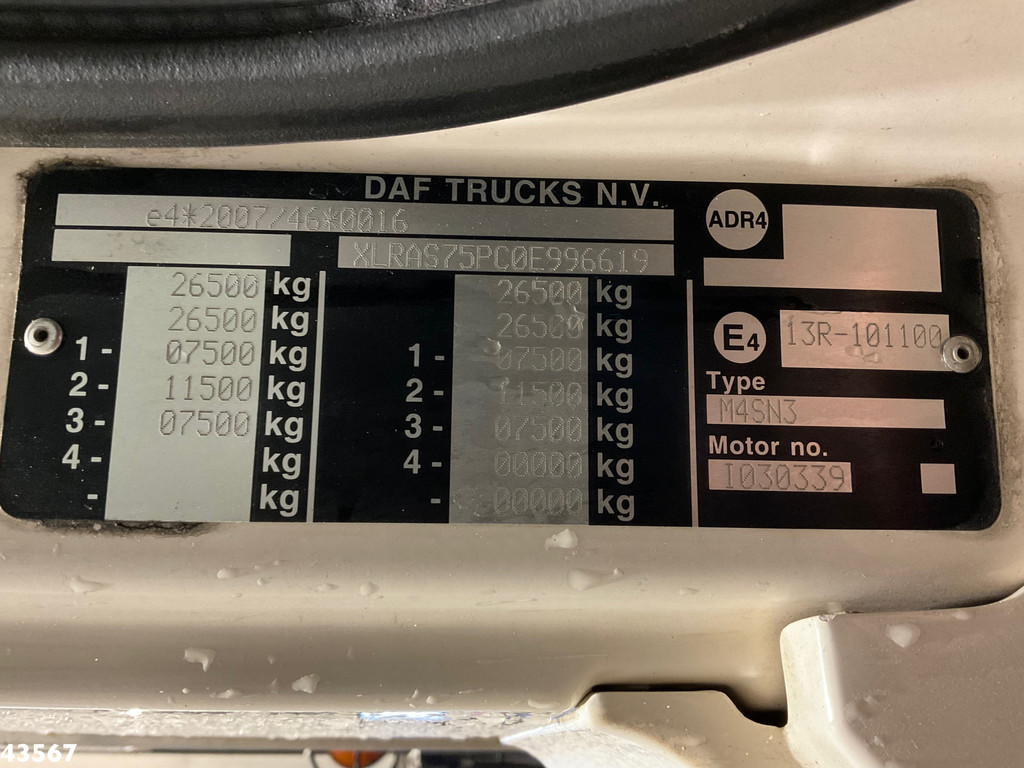 DAF TRUCKS N.V.
e4*2007/46*0016
XLRAS75PC0E996619
26500 kg
26500 kg
1 - 07500 kg
2 - 11500 kg
3 - 07500 kg
4 - kg
- kg
26500 kg
26500 kg
1 - 07500 kg
2 - 11500 kg
3 - 07500 kg
4 - 00000 kg
- 00000 kg
ADR4
E4 13R-101100
Type
M4SN3
Motor no.
I030339
43567